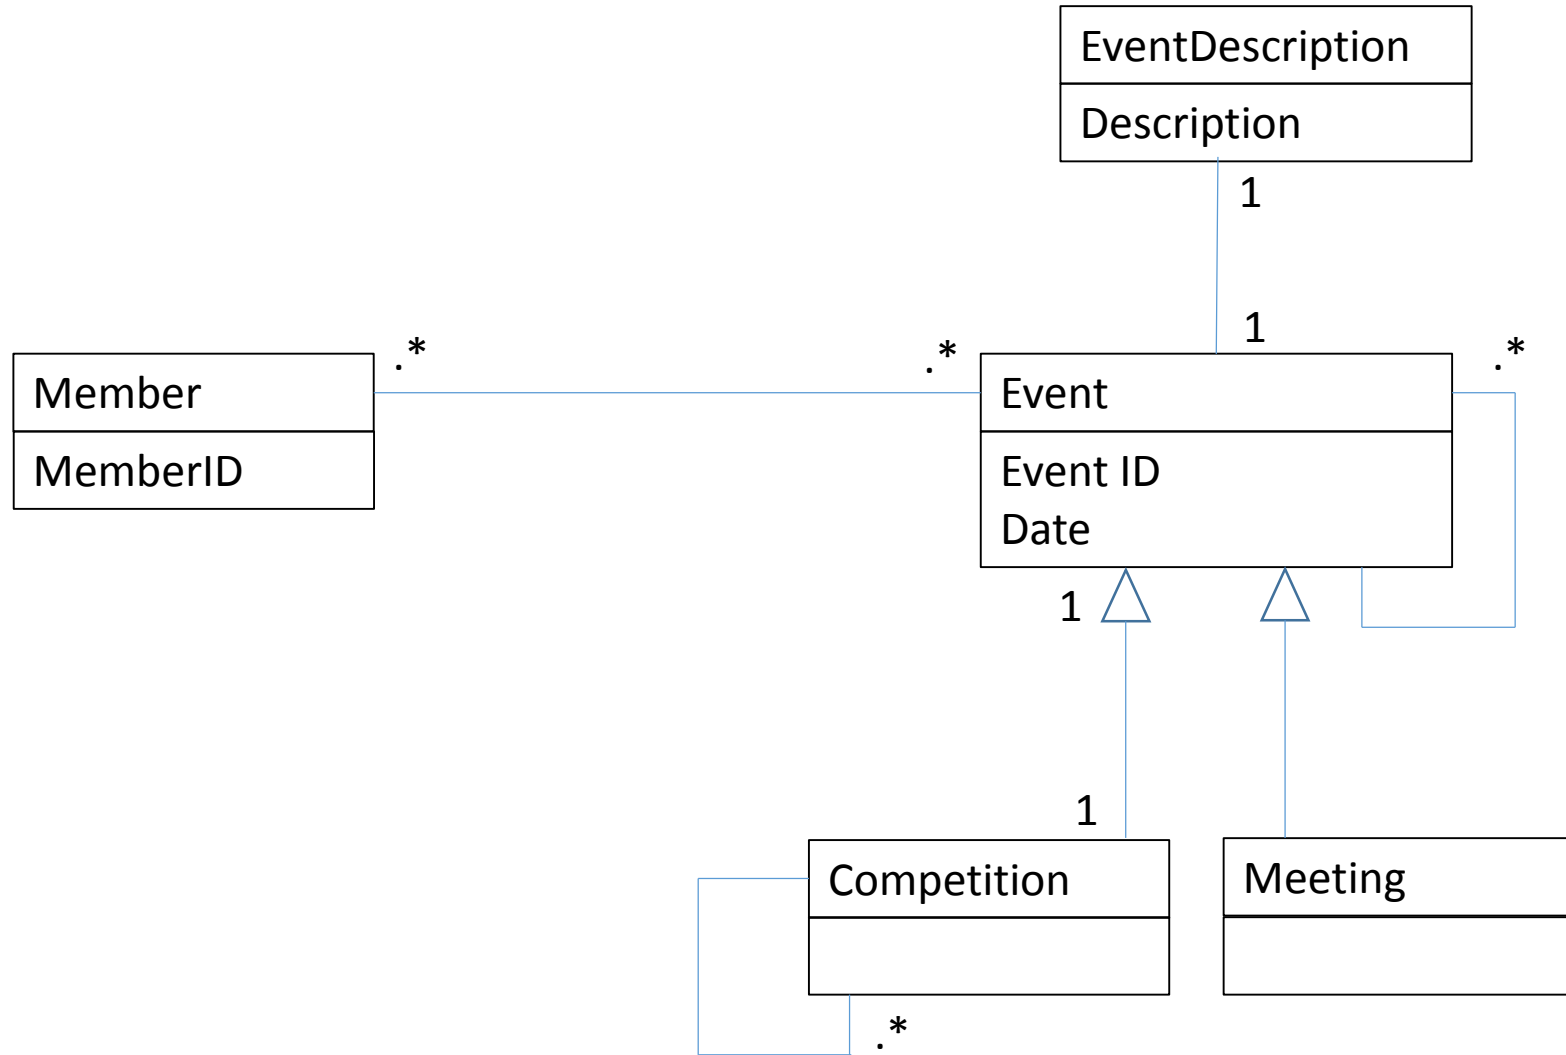 EventDescription
Description
1
1
.*
.*
.*
Member
MemberID
Event
Event ID
Date
1
1
Competition
Meeting
.*